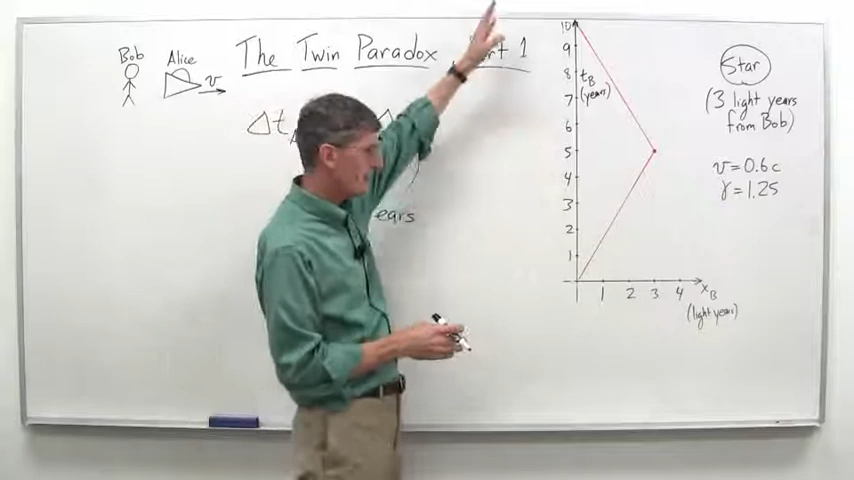 Bob
Alice
v
The Twin Paradox 1
Δt
ears
10
9
8
7
6
5
4
3
2
1
t_B
(years)
1 2 3 4 x_B
(light years)
Star
(3 light years
from Bob)
v = 0.6c
γ = 1.25